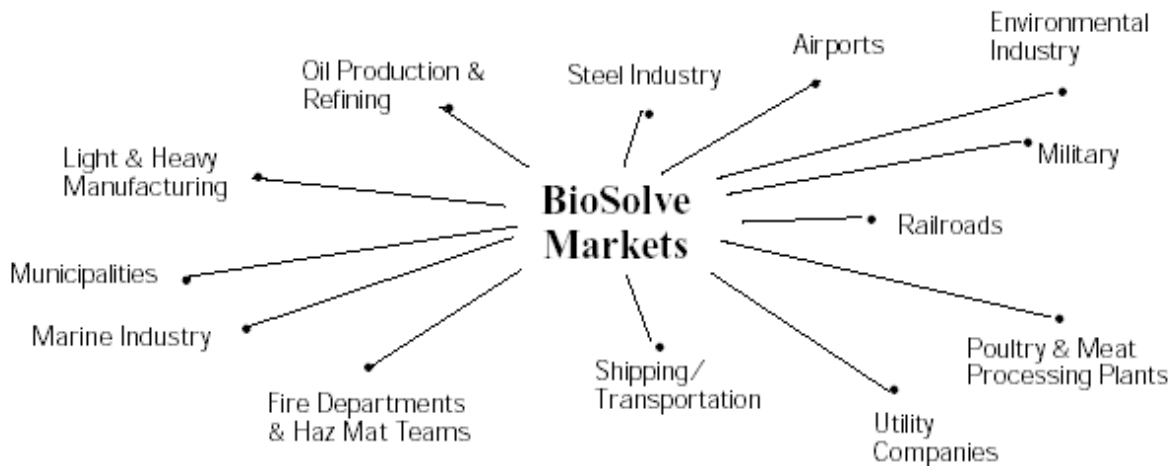 Environmental
Industry
Airports
Steel Industry
Oil Production &
Refining
Light & Heavy
Manufacturing
Military
BioSolve
Markets
Railroads
Municipalities
Marine Industry
Fire Departments
& Haz Mat Teams
Shipping/
Transportation
Utility
Companies
Poultry & Meat
Processing Plants